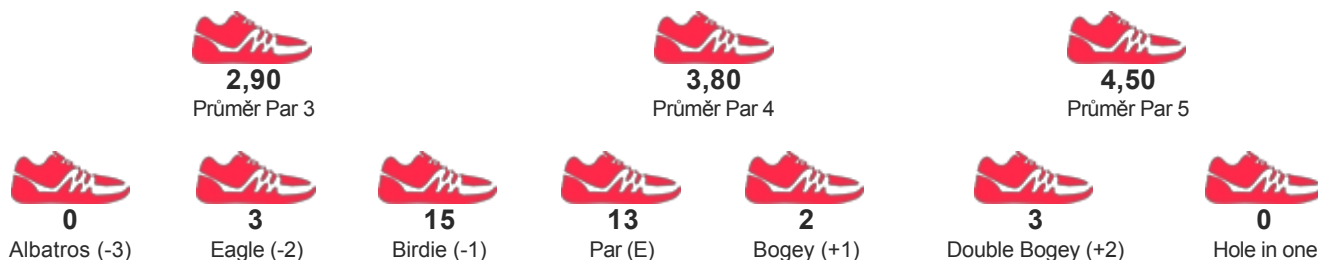 2,90 3,80 4,50
Průměr Par 3 Průměr Par 4 Průměr Par 5
0 3 15 13 2 3 0
Albatros (-3) Eagle (-2) Birdie (-1) Par (E) Bogey (+1) Double Bogey (+2) Hole in one